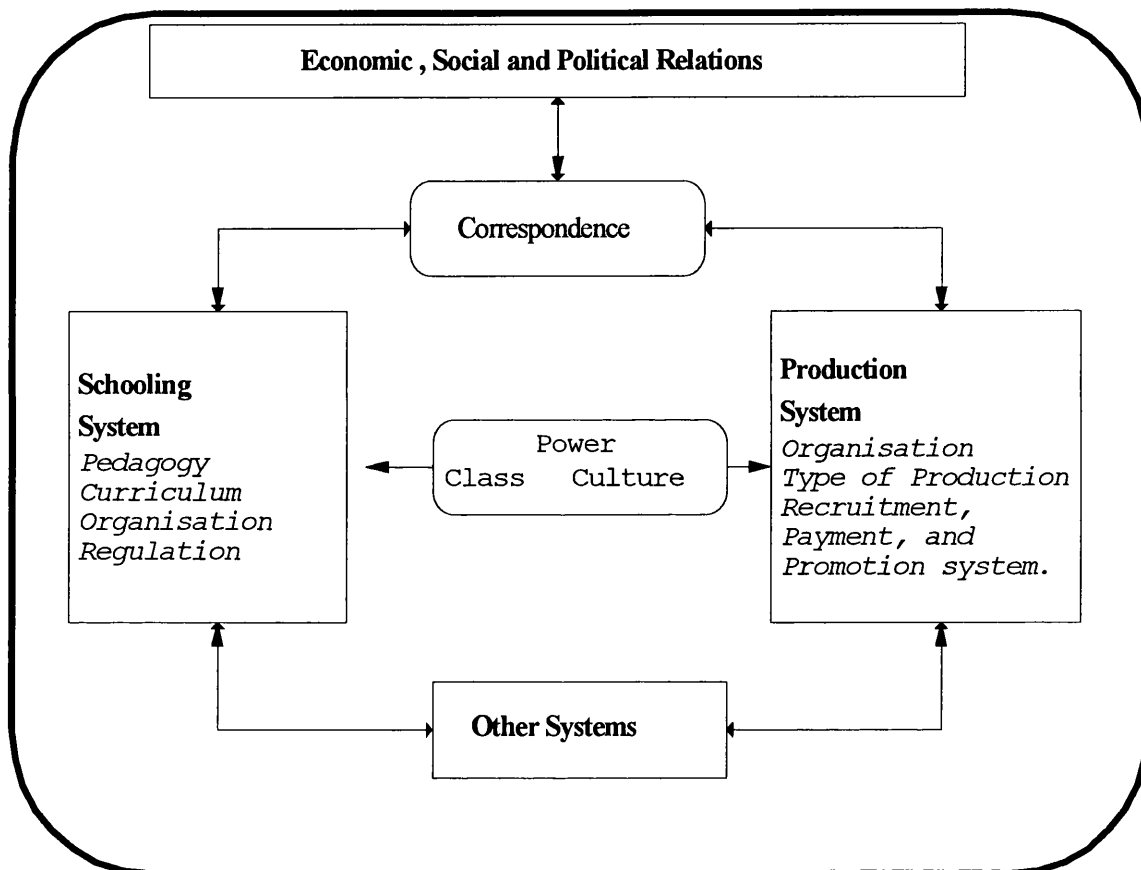 Economic , Social and Political Relations
Correspondence
Schooling
System
Pedagogy
Curriculum
Organisation
Regulation
Power
Class Culture
Production
System
Organisation
Type of Production
Recruitment,
Payment, and
Promotion system.
Other Systems